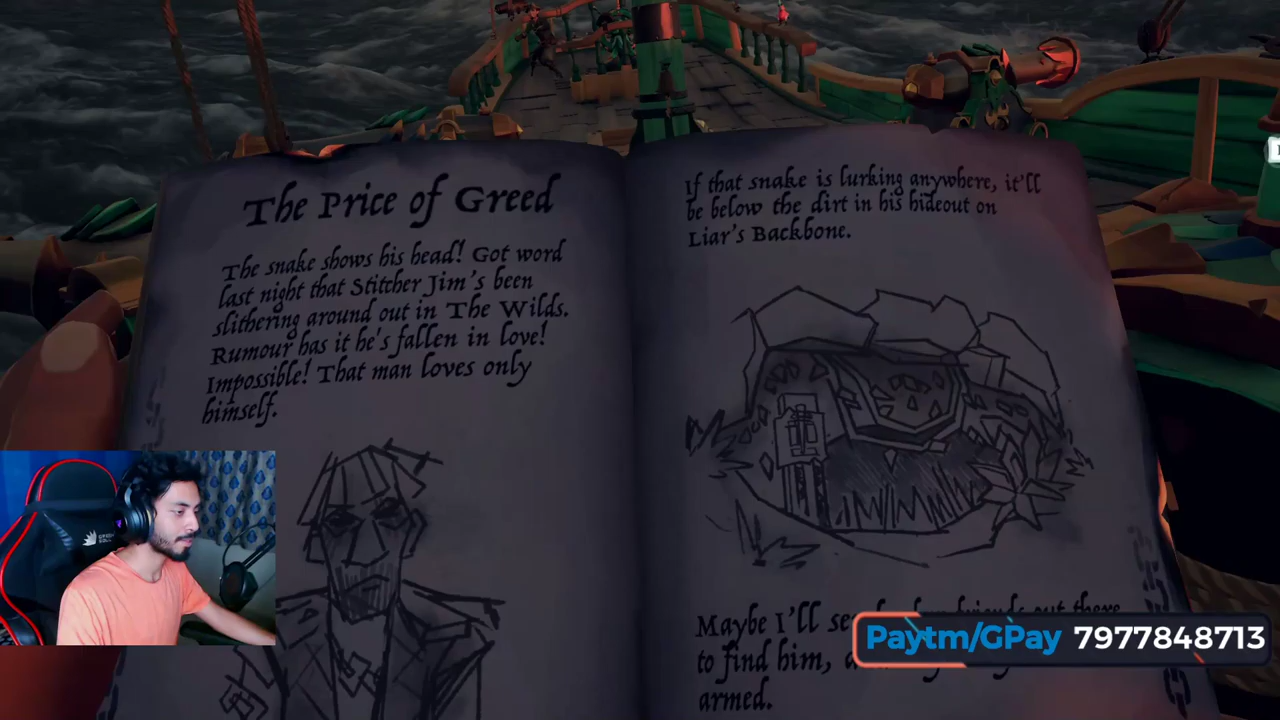 The Price of Greed
The snake shows his head! Got word
last night that Stitcher Jim's been
slithering around out in The Wilds.
Rumour has it he's fallen in love!
Impossible! That man loves only
himself.
If that snake is lurking anywhere, it'll
be below the dirt in his hideout on
Liar's Backbone.
Maybe I'll out there
to find him,
armed.
Paytm/GPay 7977848713